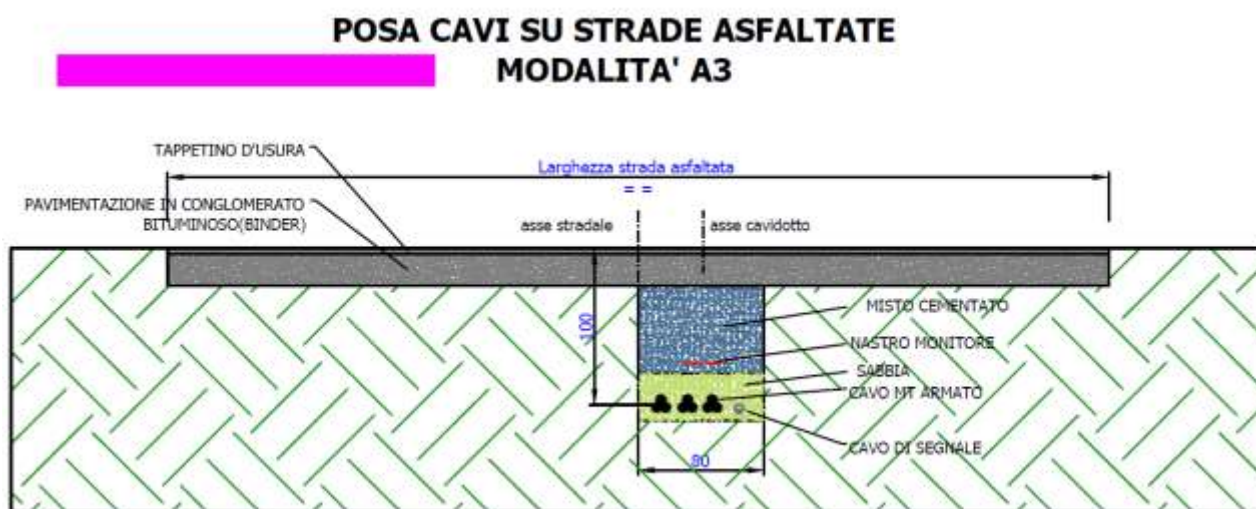 POSA CAVI SU STRADE ASFALTATE
MODALITA' A3
TAPPETINO D'USURA
Larghezza strada asfaltata
= =
PAVIMENTAZIONE IN CONGLOMERATO
BITUMINOSO(BINDER)
asse stradale
asse cavidotto
MISTO CEMENTATO
100
NASTRO MONITORE
SABBIA
CAVO MT ARMATO
CAVO DI SEGNALE
80